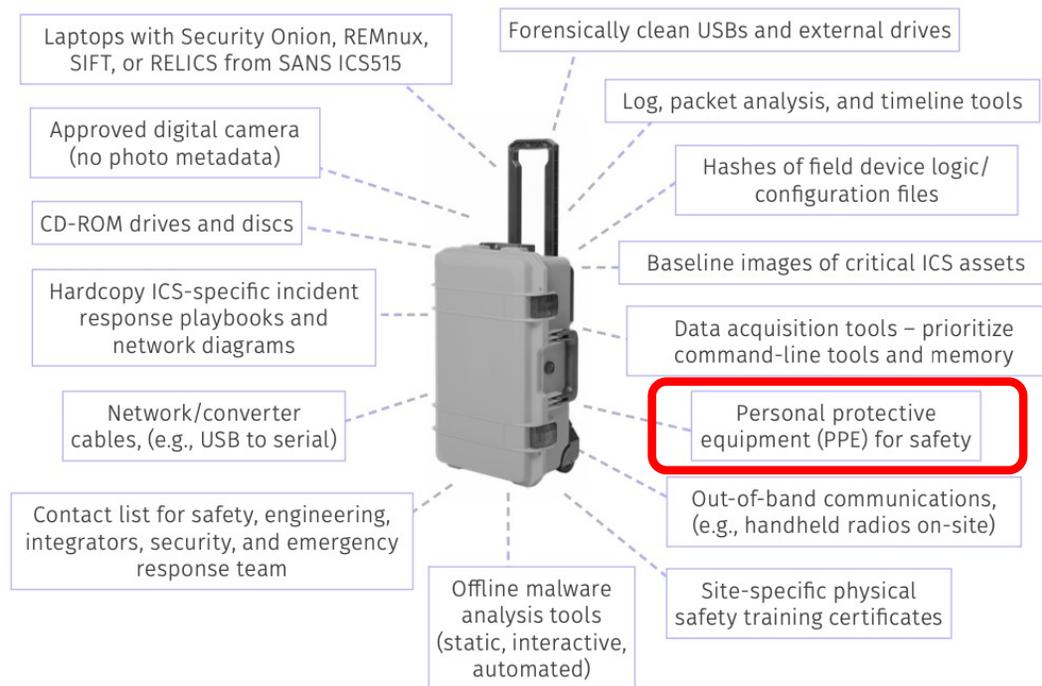 Laptops with Security Onion, REMnux,
SIFT, or RELICS from SANS ICS515
Approved digital camera
(no photo metadata)
CD-ROM drives and discs
Hardcopy ICS-specific incident
response playbooks and
network diagrams
Network/converter
cables, (e.g., USB to serial)
Contact list for safety, engineering,
integrators, security, and emergency
response team
Offline malware
analysis tools
(static, interactive,
automated)
Forensically clean USBs and external drives
Log, packet analysis, and timeline tools
Hashes of field device logic/
configuration files
Baseline images of critical ICS assets
Data acquisition tools – prioritize
command-line tools and memory
Personal protective
equipment (PPE) for safety
Out-of-band communications,
(e.g., handheld radios on-site)
Site-specific physical
safety training certificates